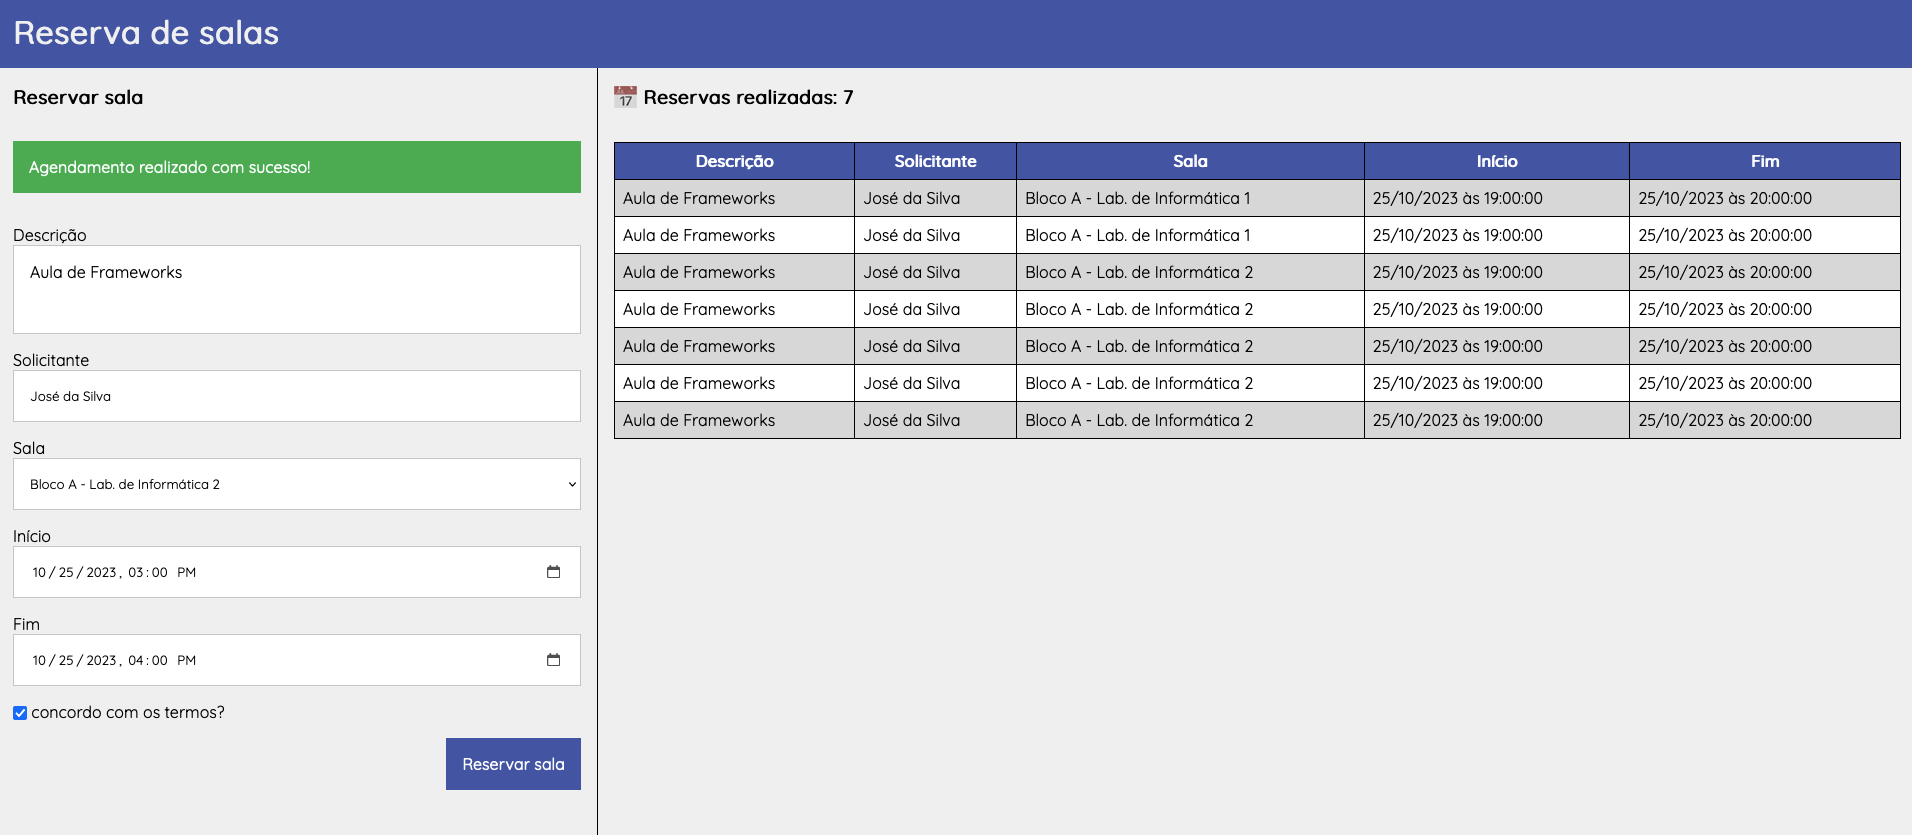 Reserva de salas
Reservar sala
Agendamento realizado com sucesso!
Descrição
Aula de Frameworks
Solicitante
José da Silva
Sala
Bloco A - Lab. de Informática 2
Início
10/25/2023, 03:00 PM
Fim
10/25/2023, 04:00 PM
concordo com os termos?
Reservar sala
17 Reservas realizadas: 7
Descrição Solicitante Sala Início Fim
Aula de Frameworks José da Silva Bloco A - Lab. de Informática 1 25/10/2023 às 19:00:00 25/10/2023 às 20:00:00
Aula de Frameworks José da Silva Bloco A - Lab. de Informática 1 25/10/2023 às 19:00:00 25/10/2023 às 20:00:00
Aula de Frameworks José da Silva Bloco A - Lab. de Informática 2 25/10/2023 às 19:00:00 25/10/2023 às 20:00:00
Aula de Frameworks José da Silva Bloco A - Lab. de Informática 2 25/10/2023 às 19:00:00 25/10/2023 às 20:00:00
Aula de Frameworks José da Silva Bloco A - Lab. de Informática 2 25/10/2023 às 19:00:00 25/10/2023 às 20:00:00
Aula de Frameworks José da Silva Bloco A - Lab. de Informática 2 25/10/2023 às 19:00:00 25/10/2023 às 20:00:00
Aula de Frameworks José da Silva Bloco A - Lab. de Informática 2 25/10/2023 às 19:00:00 25/10/2023 às 20:00:00